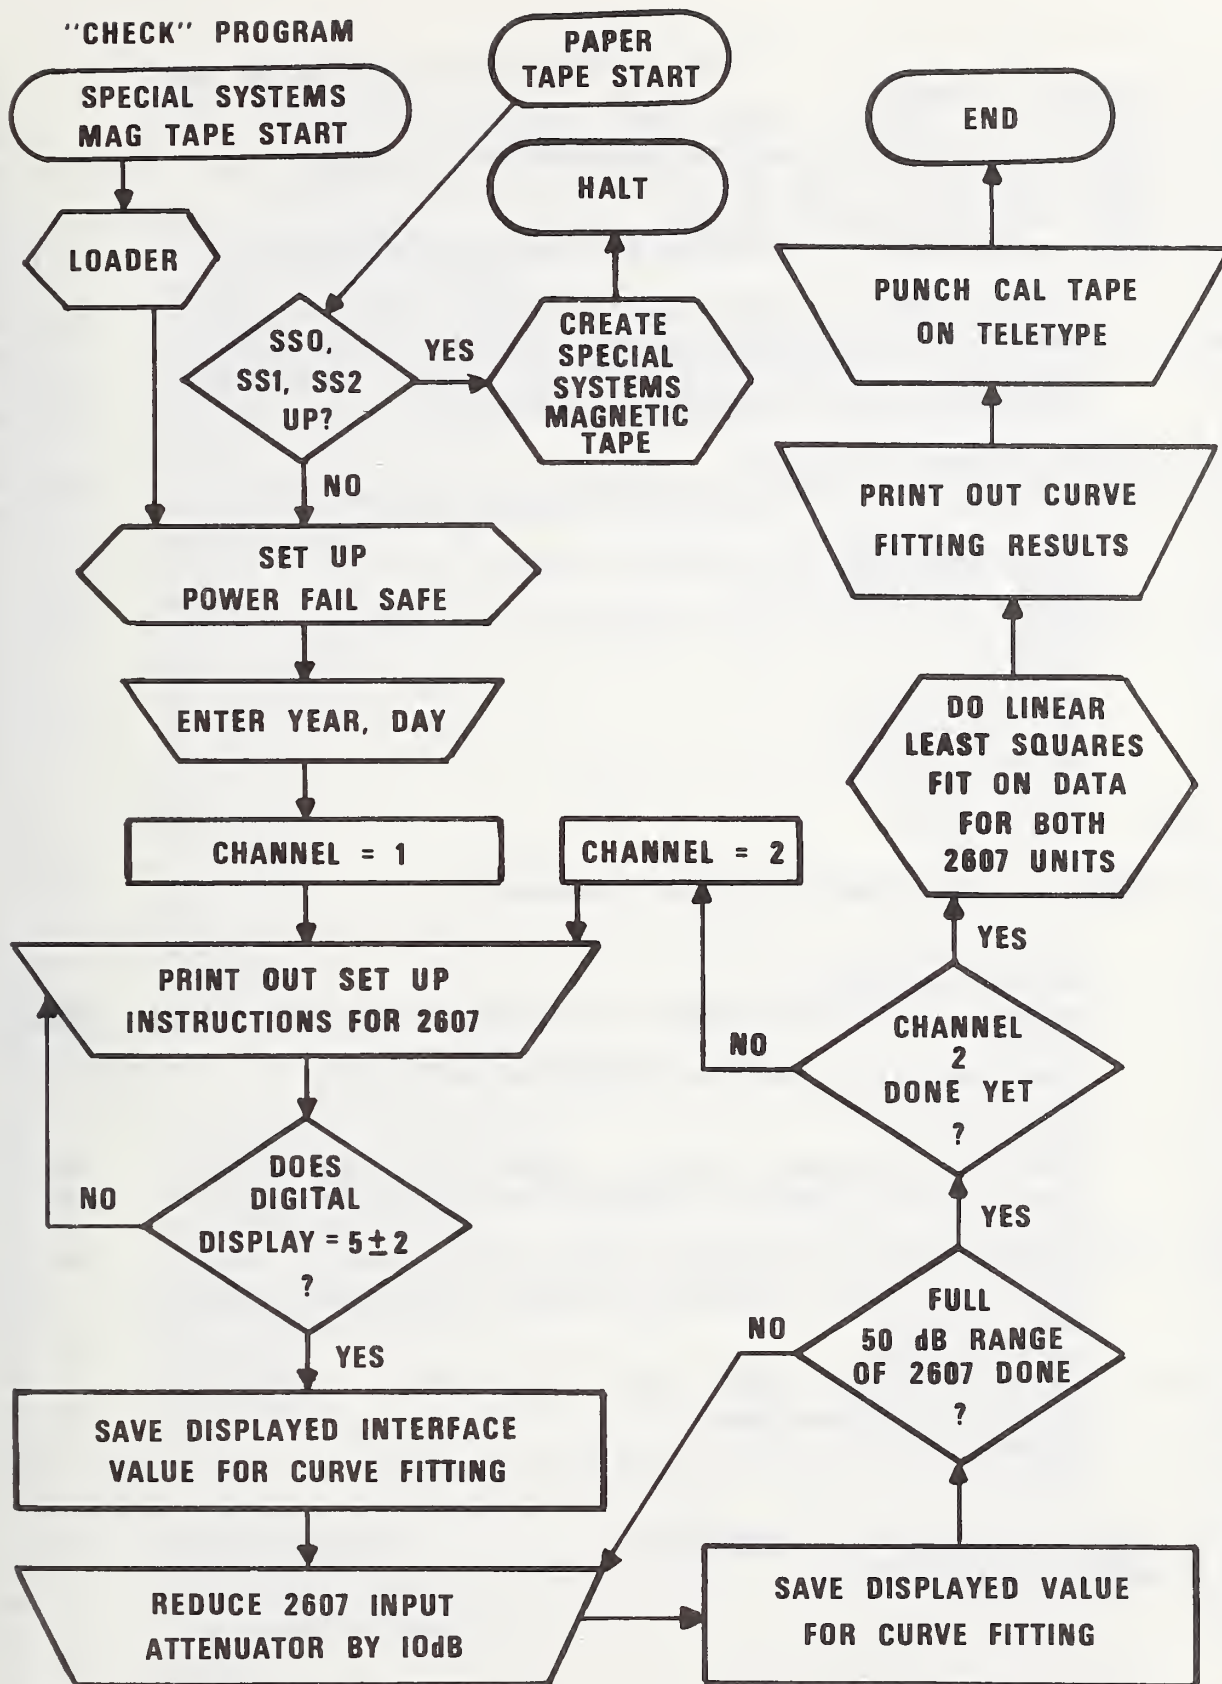 "CHECK" PROGRAM
SPECIAL SYSTEMS
MAG TAPE START
LOADER
PAPER
TAPE START
HALT
SS0,
SS1, SS2
UP?
YES
CREATE
SPECIAL
SYSTEMS
MAGNETIC
TAPE
NO
SET UP
POWER FAIL SAFE
ENTER YEAR, DAY
CHANNEL = 1
CHANNEL = 2
PRINT OUT SET UP
INSTRUCTIONS FOR 2607
DOES
DIGITAL
DISPLAY = 5 ± 2
?
NO
YES
SAVE DISPLAYED INTERFACE
VALUE FOR CURVE FITTING
REDUCE 2607 INPUT
ATTENUATOR BY 10dB
SAVE DISPLAYED VALUE
FOR CURVE FITTING
FULL
50 dB RANGE
OF 2607 DONE
?
NO
YES
CHANNEL
2
DONE YET
?
NO
YES
DO LINEAR
LEAST SQUARES
FIT ON DATA
FOR BOTH
2607 UNITS
PRINT OUT CURVE
FITTING RESULTS
PUNCH CAL TAPE
ON TELETYPE
END